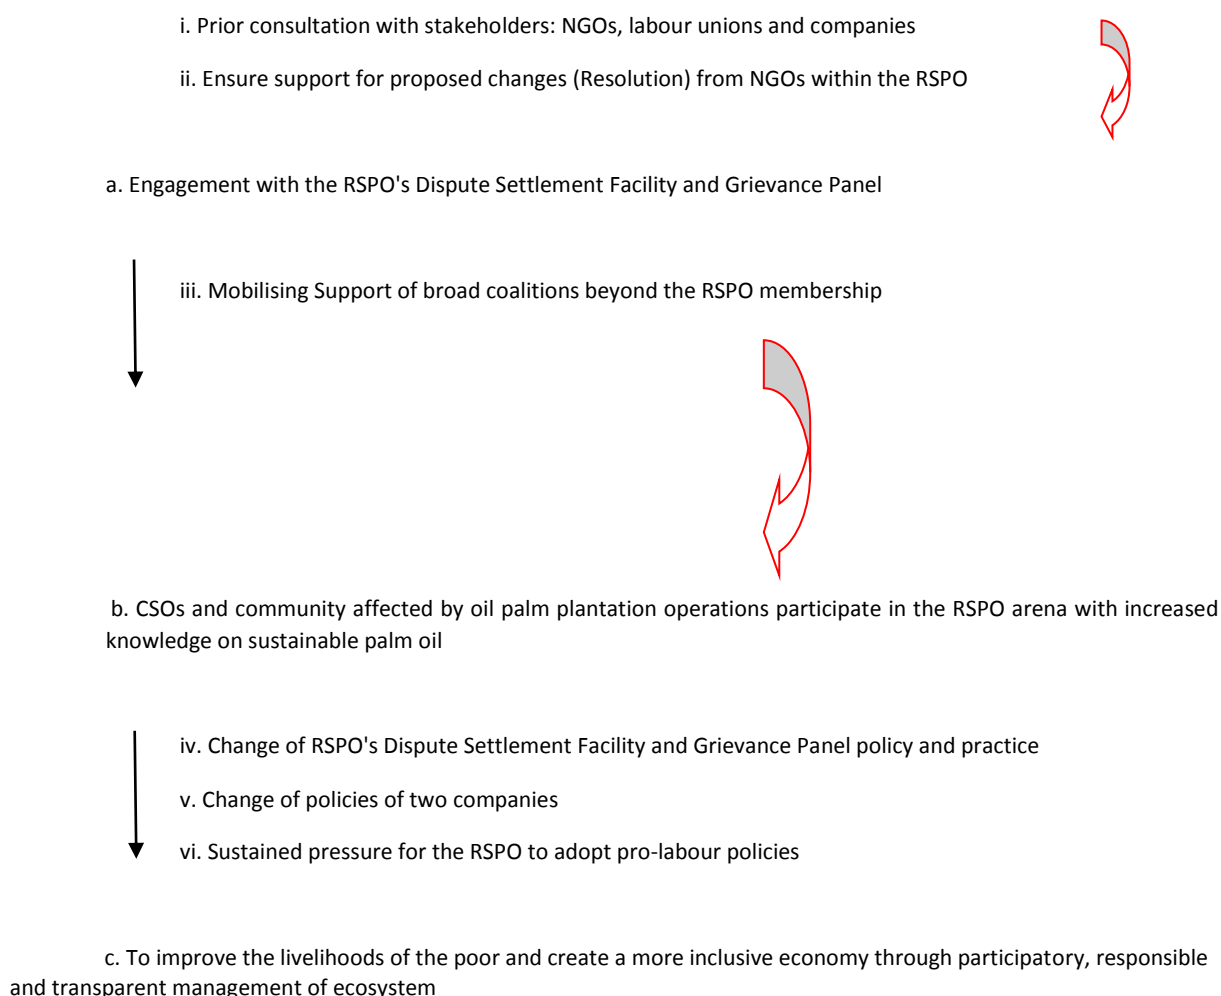 i. Prior consultation with stakeholders: NGOs, labour unions and companies
ii. Ensure support for proposed changes (Resolution) from NGOs within the RSPO
a. Engagement with the RSPO's Dispute Settlement Facility and Grievance Panel
iii. Mobilising Support of broad coalitions beyond the RSPO membership
b. CSOs and community affected by oil palm plantation operations participate in the RSPO arena with increased
knowledge on sustainable palm oil
iv. Change of RSPO's Dispute Settlement Facility and Grievance Panel policy and practice
v. Change of policies of two companies
vi. Sustained pressure for the RSPO to adopt pro-labour policies
c. To improve the livelihoods of the poor and create a more inclusive economy through participatory, responsible
and transparent management of ecosystem